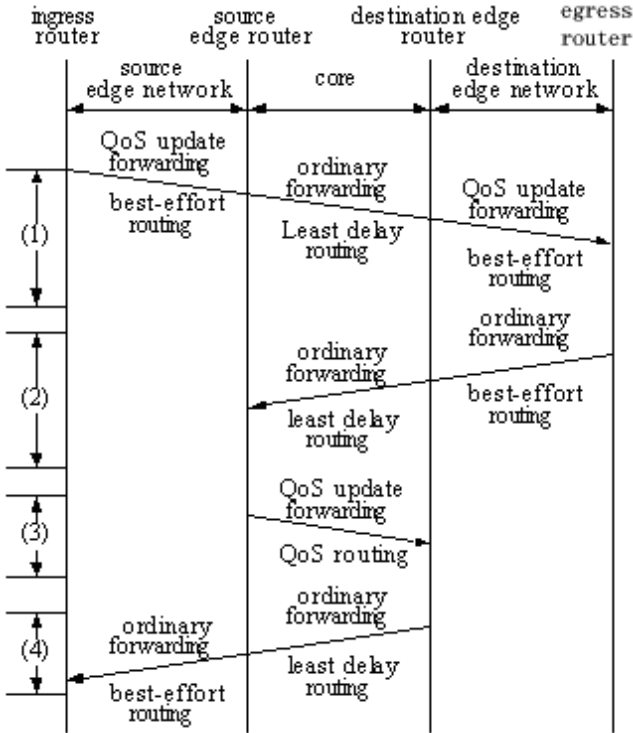 ingress
router
source
edge router
destination edge
router
egress
router
source
edge network
core
destination
edge network
QoS update
forwarding
ordinary
forwarding
QoS update
forwarding
(1)
best-effort
routing
Least delay
routing
best-effort
routing
ordinary
forwarding
ordinary
forwarding
(2)
least delay
routing
best-effort
routing
QoS update
forwarding
(3)
QoS routing
ordinary
forwarding
ordinary
forwarding
(4)
least delay
routing
best-effort
routing